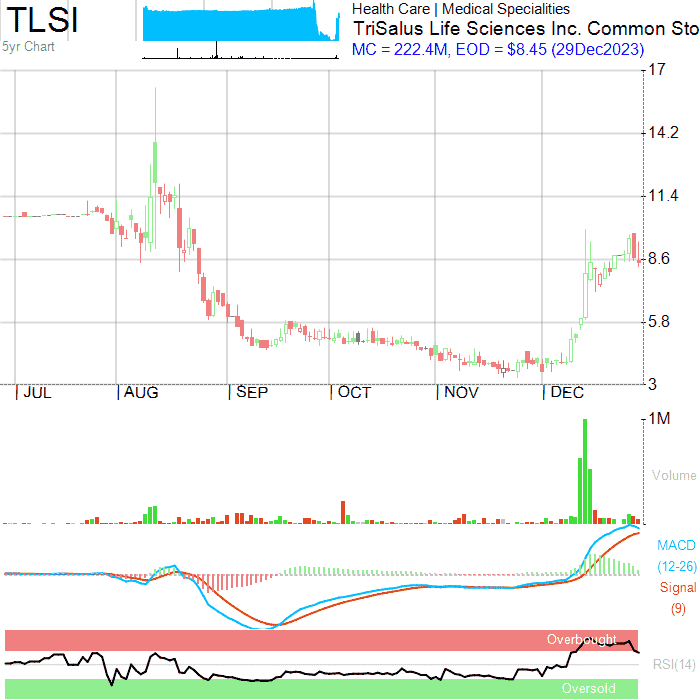 TLSI
5yr Chart
Health Care | Medical Specialities
TriSalus Life Sciences Inc. Common Sto
MC = 222.4M, EOD = $8.45 (29Dec2023)
17
14.2
11.4
8.6
5.8
3
JUL AUG SEP OCT NOV DEC
1M
Volume
MACD
(12-26)
Signal
(9)
Overbought
RSI(14)
Oversold